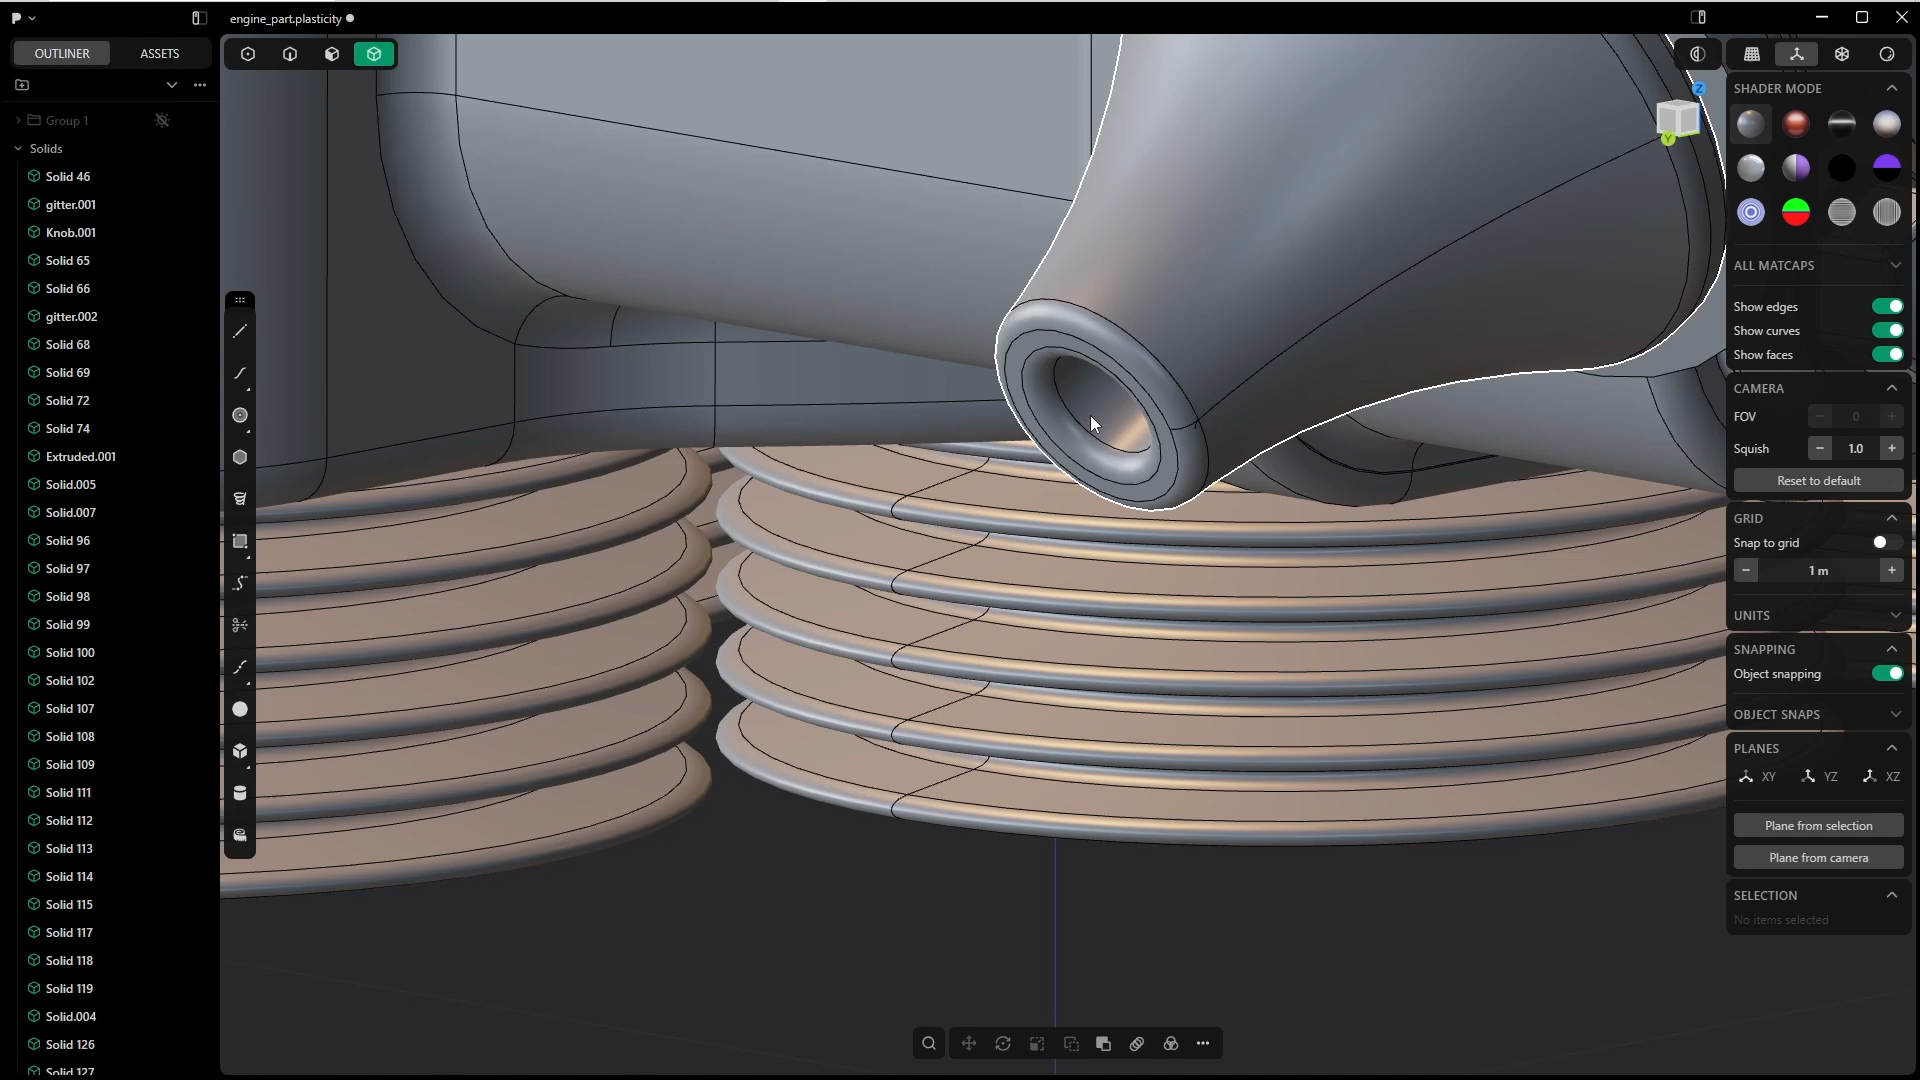 engine_part.plasticity
OUTLINER
ASSETS
Group 1
Solids
Solid 46
gitter.001
Knob.001
Solid 65
Solid 66
gitter.002
Solid 68
Solid 69
Solid 72
Solid 74
Extruded.001
Solid.005
Solid.007
Solid 96
Solid 97
Solid 98
Solid 99
Solid 100
Solid 102
Solid 107
Solid 108
Solid 109
Solid 111
Solid 112
Solid 113
Solid 114
Solid 115
Solid 117
Solid 118
Solid 119
Solid.004
Solid 126
Solid 127
Z
Y
SHADER MODE
ALL MATCAPS
Show edges
Show curves
Show faces
CAMERA
FOV − 0 +
Squish − 1.0 +
Reset to default
GRID
Snap to grid
− 1 m +
UNITS
SNAPPING
Object snapping
OBJECT SNAPS
PLANES
XY YZ XZ
Plane from selection
Plane from camera
SELECTION
No items selected